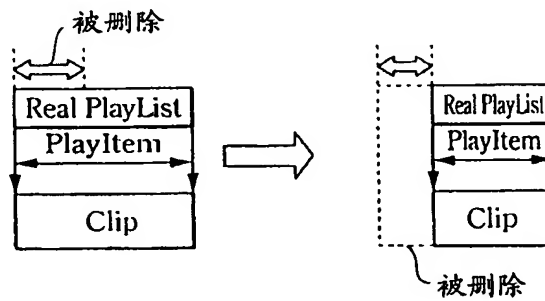 被删除
Real PlayList
PlayItem
Clip
Real PlayList
PlayItem
Clip
被删除